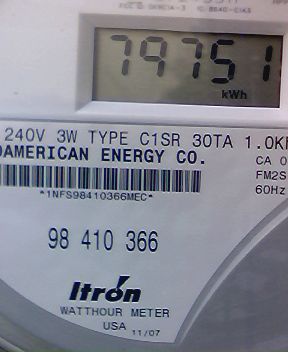 79751
kWh
240V 3W TYPE C1SR 30TA 1.0K
AMERICAN ENERGY CO.
CA 0
FM2S
60Hz
*1NFS98410366MEC*
98 410 366
Itrón
WATTHOUR METER
USA 11/07